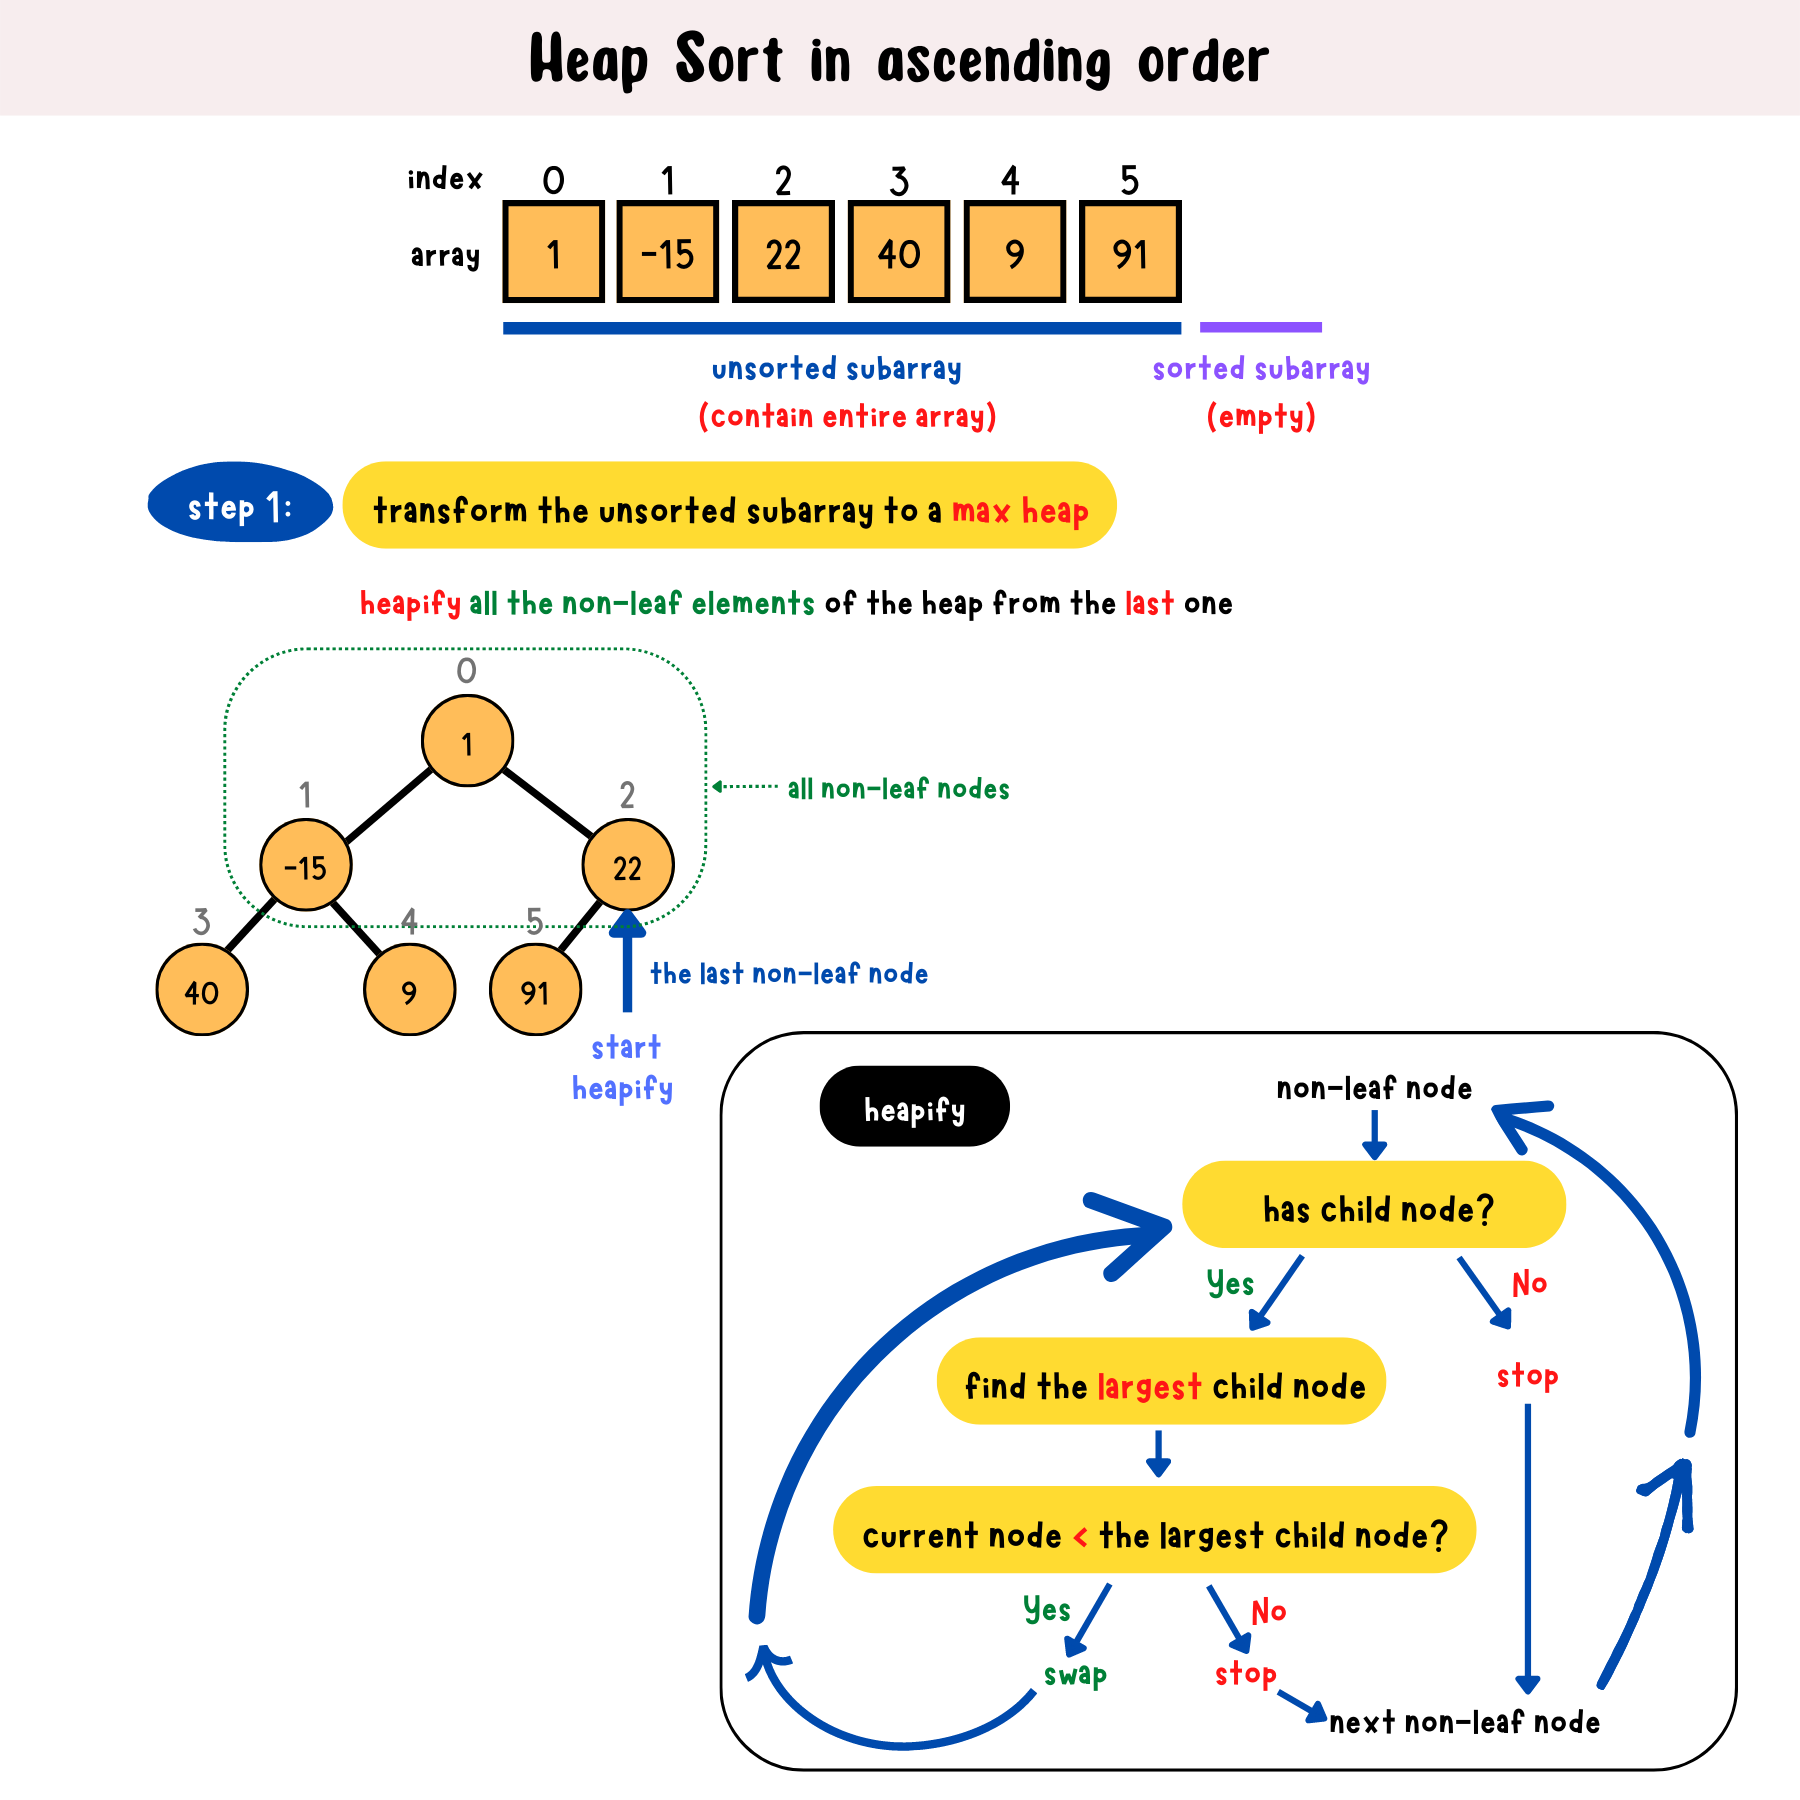 Heap Sort in ascending order
index 0 1 2 3 4 5
array 1 -15 22 40 9 91
unsorted subarray sorted subarray
(contain entire array) (empty)
step 1: transform the unsorted subarray to a max heap
heapify all the non-leaf elements of the heap from the last one
0
1
all non-leaf nodes
1 2
-15 22
3 4 5
40 9 91
the last non-leaf node
start
heapify
heapify
non-leaf node
has child node?
Yes No
find the largest child node
stop
current node < the largest child node?
Yes No
swap stop
next non-leaf node